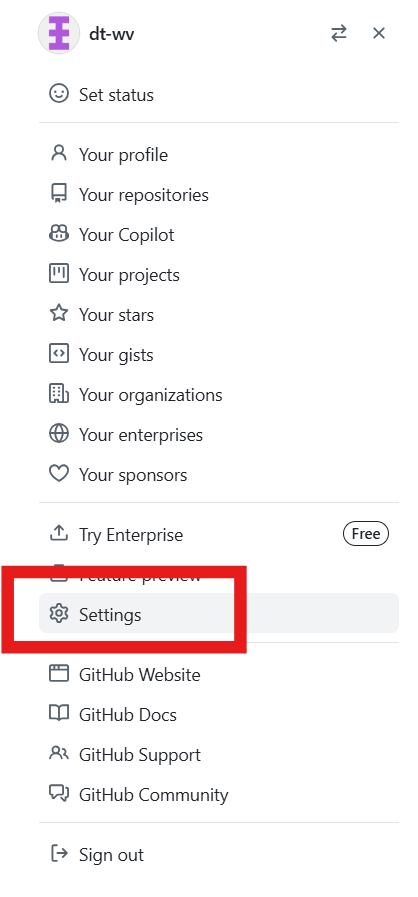 dt-wv
Set status
Your profile
Your repositories
Your Copilot
Your projects
Your stars
Your gists
Your organizations
Your enterprises
Your sponsors
Try Enterprise Free
Feature preview
Settings
GitHub Website
GitHub Docs
GitHub Support
GitHub Community
Sign out